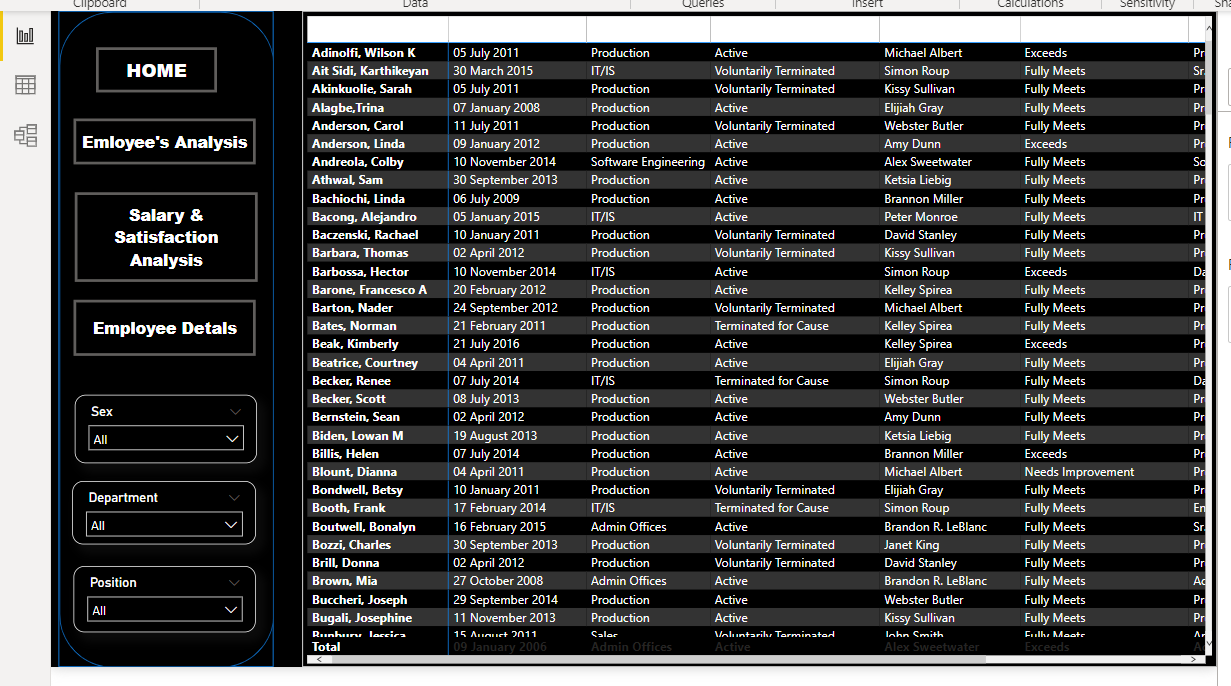 Clipboard Data Queries Insert Calculations Sensitivity
HOME
Emloyee's Analysis
Salary &
Satisfaction
Analysis
Employee Detals
Sex
All
Department
All
Position
All
Adinolfi, Wilson K 05 July 2011 Production Active Michael Albert Exceeds Pr
Ait Sidi, Karthikeyan 30 March 2015 IT/IS Voluntarily Terminated Simon Roup Fully Meets Sr.
Akinkuolie, Sarah 05 July 2011 Production Voluntarily Terminated Kissy Sullivan Fully Meets Pr
Alagbe,Trina 07 January 2008 Production Active Elijiah Gray Fully Meets Pr
Anderson, Carol 11 July 2011 Production Voluntarily Terminated Webster Butler Fully Meets Pr
Anderson, Linda 09 January 2012 Production Active Amy Dunn Exceeds Pr
Andreola, Colby 10 November 2014 Software Engineering Active Alex Sweetwater Fully Meets So
Athwal, Sam 30 September 2013 Production Active Ketsia Liebig Fully Meets Pr
Bachiochi, Linda 06 July 2009 Production Active Brannon Miller Fully Meets Pr
Bacong, Alejandro 05 January 2015 IT/IS Active Peter Monroe Fully Meets IT
Baczenski, Rachael 10 January 2011 Production Voluntarily Terminated David Stanley Fully Meets Pr
Barbara, Thomas 02 April 2012 Production Voluntarily Terminated Kissy Sullivan Fully Meets Pr
Barbossa, Hector 10 November 2014 IT/IS Active Simon Roup Exceeds Da
Barone, Francesco A 20 February 2012 Production Active Kelley Spirea Fully Meets Pr
Barton, Nader 24 September 2012 Production Voluntarily Terminated Michael Albert Fully Meets Pr
Bates, Norman 21 February 2011 Production Terminated for Cause Kelley Spirea Fully Meets Pr
Beak, Kimberly 21 July 2016 Production Active Kelley Spirea Exceeds Pr
Beatrice, Courtney 04 April 2011 Production Active Elijiah Gray Fully Meets Pr
Becker, Renee 07 July 2014 IT/IS Terminated for Cause Simon Roup Fully Meets Da
Becker, Scott 08 July 2013 Production Active Webster Butler Fully Meets Pr
Bernstein, Sean 02 April 2012 Production Active Amy Dunn Fully Meets Pr
Biden, Lowan M 19 August 2013 Production Active Ketsia Liebig Fully Meets Pr
Billis, Helen 07 July 2014 Production Active Brannon Miller Exceeds Pr
Blount, Dianna 04 April 2011 Production Active Michael Albert Needs Improvement Pr
Bondwell, Betsy 10 January 2011 Production Voluntarily Terminated Elijiah Gray Fully Meets Pr
Booth, Frank 17 February 2014 IT/IS Terminated for Cause Simon Roup Fully Meets En
Boutwell, Bonalyn 16 February 2015 Admin Offices Active Brandon R. LeBlanc Fully Meets Sr.
Bozzi, Charles 30 September 2013 Production Voluntarily Terminated Janet King Fully Meets Pr
Brill, Donna 02 April 2012 Production Voluntarily Terminated David Stanley Fully Meets Pr
Brown, Mia 27 October 2008 Admin Offices Active Brandon R. LeBlanc Fully Meets Ac
Buccheri, Joseph 29 September 2014 Production Active Webster Butler Fully Meets Pr
Bugali, Josephine 11 November 2013 Production Active Kissy Sullivan Fully Meets Pr
Bunbury, Jessica 15 August 2011 Sales Voluntarily Terminated John Smith Fully Meets
Total 09 January 2006 Admin Offices Active Alex Sweetwater Exceeds